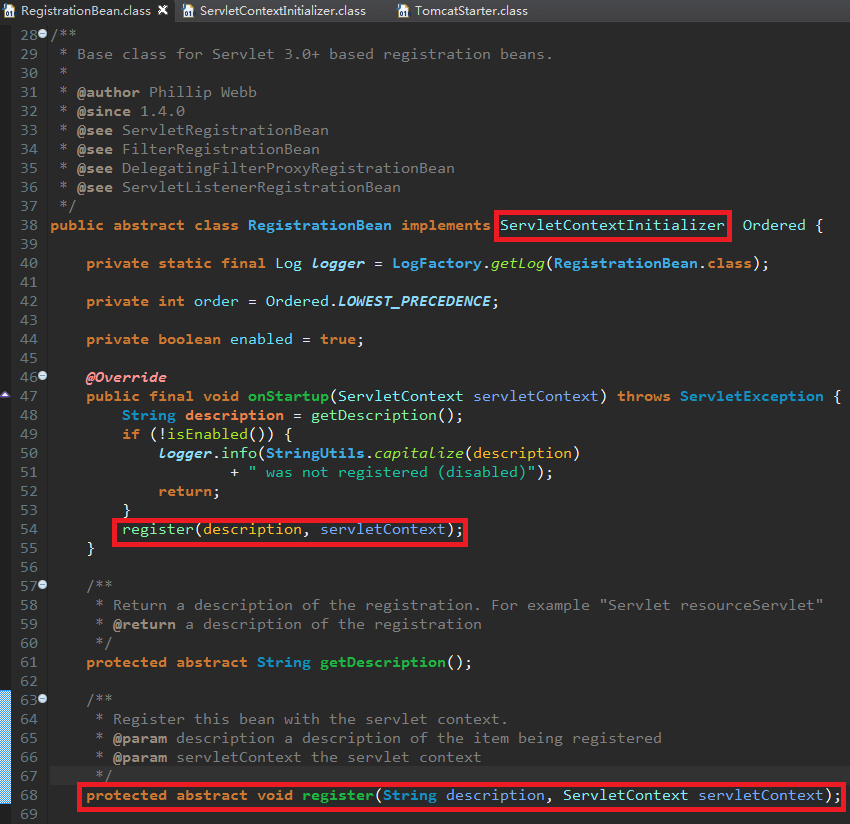 RegistrationBean.class ServletContextInitializer.class TomcatStarter.class
28 /**
29  * Base class for Servlet 3.0+ based registration beans.
30  *
31  * @author Phillip Webb
32  * @since 1.4.0
33  * @see ServletRegistrationBean
34  * @see FilterRegistrationBean
35  * @see DelegatingFilterProxyRegistrationBean
36  * @see ServletListenerRegistrationBean
37  */
38 public abstract class RegistrationBean implements ServletContextInitializer Ordered {
39
40     private static final Log logger = LogFactory.getLog(RegistrationBean.class);
41
42     private int order = Ordered.LOWEST_PRECEDENCE;
43
44     private boolean enabled = true;
45
46     @Override
47     public final void onStartup(ServletContext servletContext) throws ServletException {
48         String description = getDescription();
49         if (!isEnabled()) {
50             logger.info(StringUtils.capitalize(description)
51                     + " was not registered (disabled)");
52             return;
53         }
54         register(description, servletContext);
55     }
56
57     /**
58      * Return a description of the registration. For example "Servlet resourceServlet"
59      * @return a description of the registration
60      */
61     protected abstract String getDescription();
62
63     /**
64      * Register this bean with the servlet context.
65      * @param description a description of the item being registered
66      * @param servletContext the servlet context
67      */
68     protected abstract void register(String description, ServletContext servletContext);
69